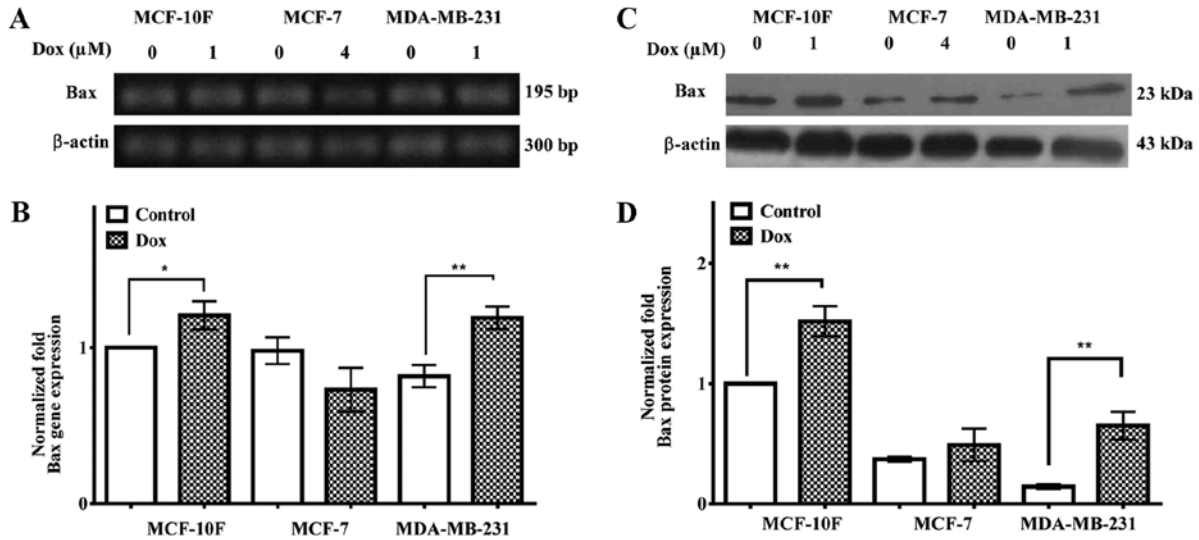 A
MCF-10F MCF-7 MDA-MB-231
Dox (µM) 0 1 0 4 0 1
Bax 195 bp
β-actin 300 bp
B
Control
Dox
* **
1
0
Normalized fold
Bax gene expression
MCF-10F MCF-7 MDA-MB-231
C
MCF-10F MCF-7 MDA-MB-231
Dox (µM) 0 1 0 4 0 1
Bax 23 kDa
β-actin 43 kDa
D
Control
Dox
** **
2
1
0
Normalized fold
Bax protein expression
MCF-10F MCF-7 MDA-MB-231